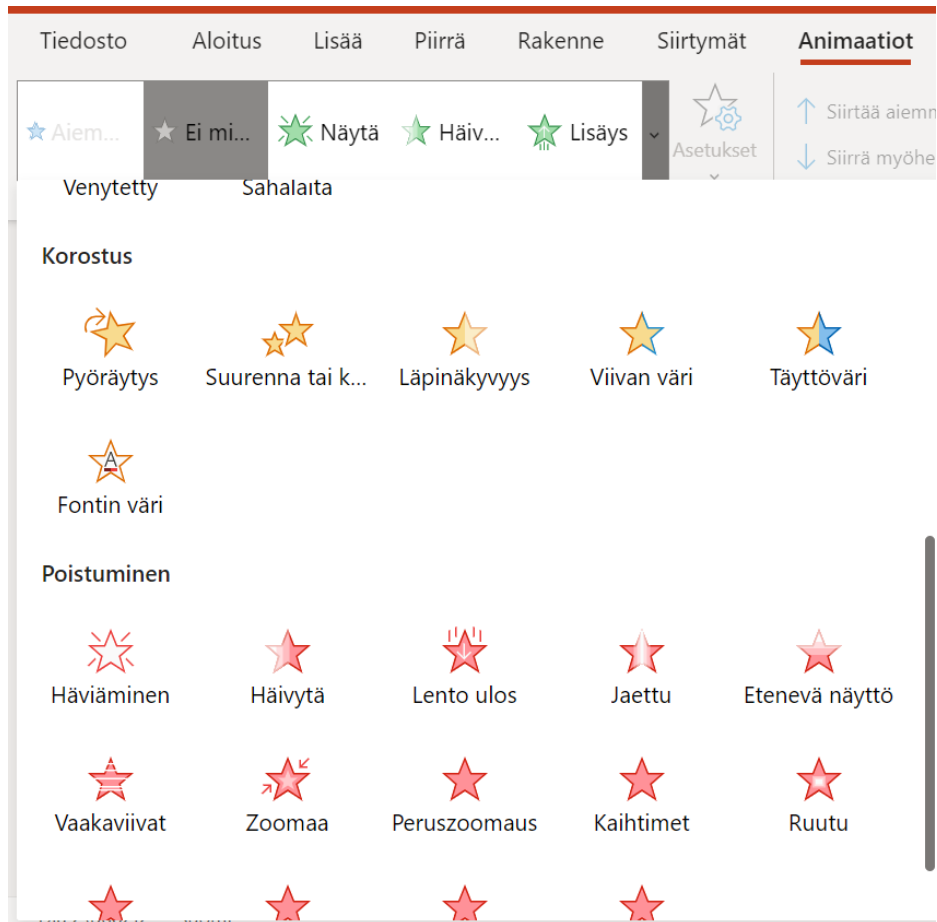 Tiedosto Aloitus Lisää Piirrä Rakenne Siirtymät Animaatiot
Aiem... Ei mi... Näytä Häiv... Lisäys
Asetukset
Siirtää aiemm
Siirrä myöhe
Venytetty Sahalaita
Korostus
Pyöräytys Suurenna tai k... Läpinäkyvyys Viivan väri Täyttöväri
A
Fontin väri
Poistuminen
Häviäminen Häivytä Lento ulos Jaettu Etenevä näyttö
Vaakaviivat Zoomaa Peruszoomaus Kaihtimet Ruutu